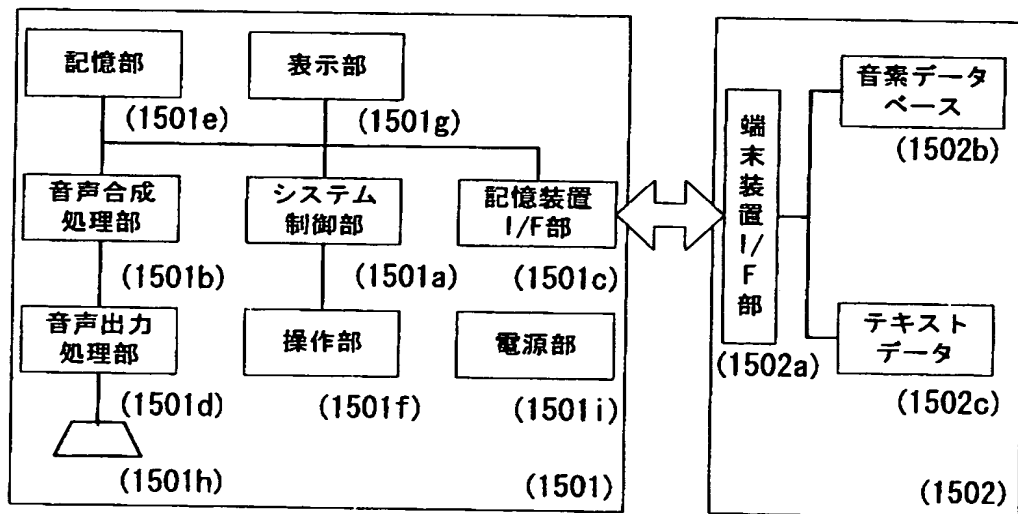 記憶部
(1501e)
表示部
(1501g)
音声合成
処理部
(1501b)
システム
制御部
(1501a)
記憶装置
I/F部
(1501c)
音声出力
処理部
(1501d)
操作部
(1501f)
電源部
(1501i)
(1501h)
(1501)
端末装置I/F部
(1502a)
音素データ
ベース
(1502b)
テキスト
データ
(1502c)
(1502)